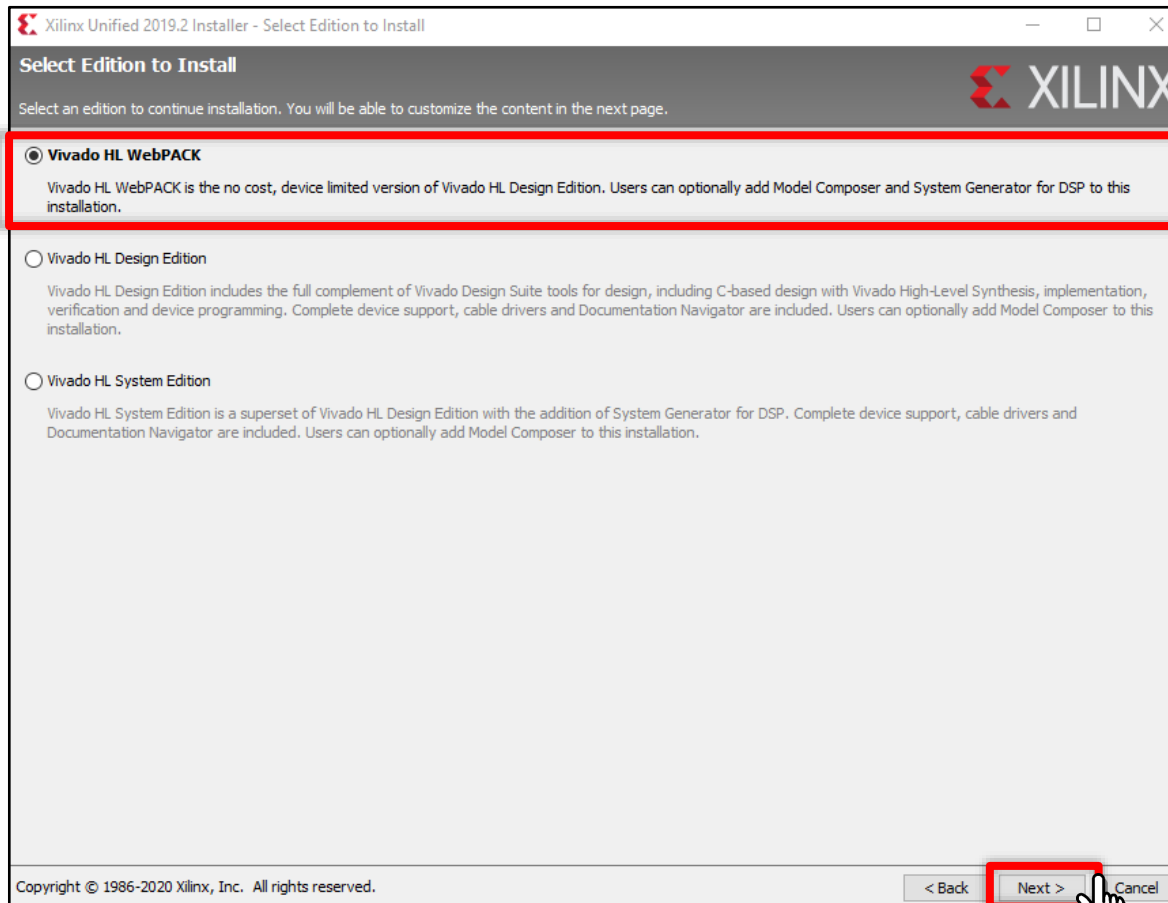 Xilinx Unified 2019.2 Installer - Select Edition to Install
Select Edition to Install
XILINX
Select an edition to continue installation. You will be able to customize the content in the next page.
Vivado HL WebPACK
Vivado HL WebPACK is the no cost, device limited version of Vivado HL Design Edition. Users can optionally add Model Composer and System Generator for DSP to this
installation.
Vivado HL Design Edition
Vivado HL Design Edition includes the full complement of Vivado Design Suite tools for design, including C-based design with Vivado High-Level Synthesis, implementation,
verification and device programming. Complete device support, cable drivers and Documentation Navigator are included. Users can optionally add Model Composer to this
installation.
Vivado HL System Edition
Vivado HL System Edition is a superset of Vivado HL Design Edition with the addition of System Generator for DSP. Complete device support, cable drivers and
Documentation Navigator are included. Users can optionally add Model Composer to this installation.
Copyright © 1986-2020 Xilinx, Inc. All rights reserved.
< Back
Next >
Cancel